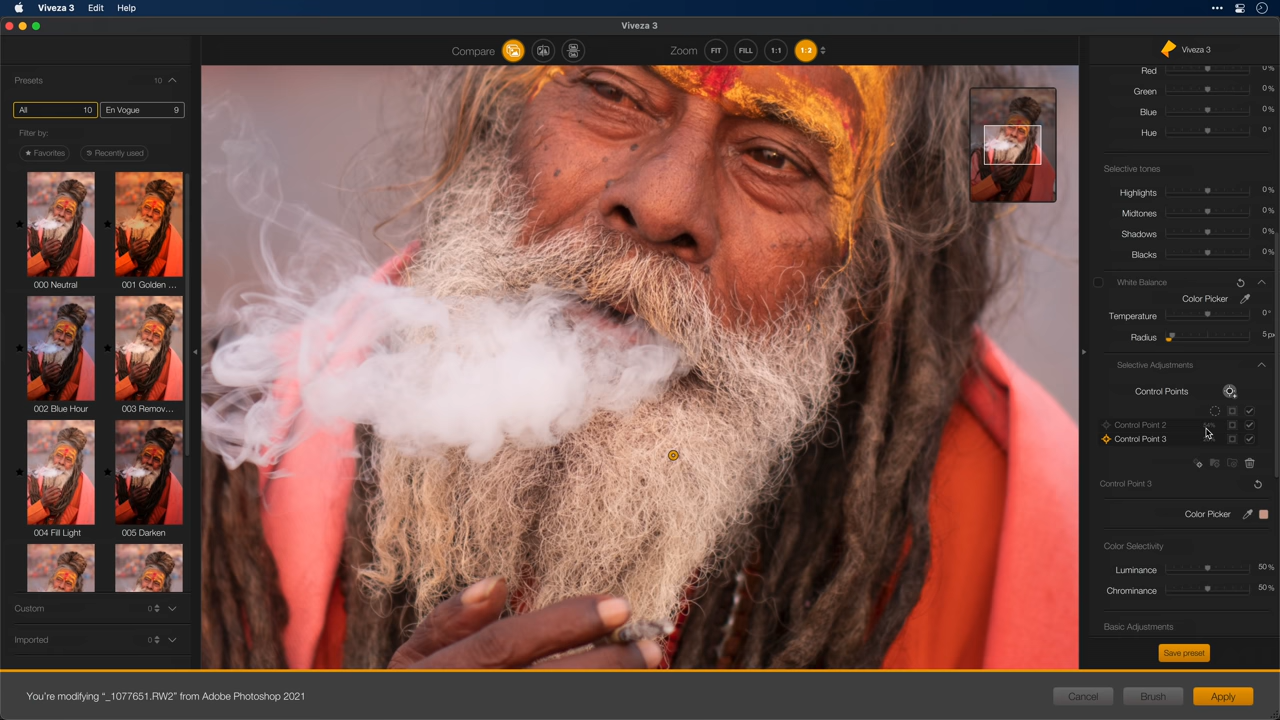 Viveza 3 Edit Help
Viveza 3
Compare
Zoom FIT FILL 1:1 1:2
Viveza 3
Presets 10
All 10 En Vogue 9
Filter by:
★ Favorites Recently used
000 Neutral 001 Golden ...
002 Blue Hour 003 Remov...
004 Fill Light 005 Darken
Custom 0
Imported 0
Red 0%
Green 0%
Blue 0%
Hue 0°
Selective tones
Highlights 0%
Midtones 0%
Shadows 0%
Blacks 0%
White Balance
Color Picker
Temperature 0°
Radius 5px
Selective Adjustments
Control Points
Control Point 2
Control Point 3
Control Point 3
Color Picker
Color Selectivity
Luminance 50%
Chrominance 50%
Basic Adjustments
Save preset
You're modifying "_1077651.RW2" from Adobe Photoshop 2021
Cancel Brush Apply